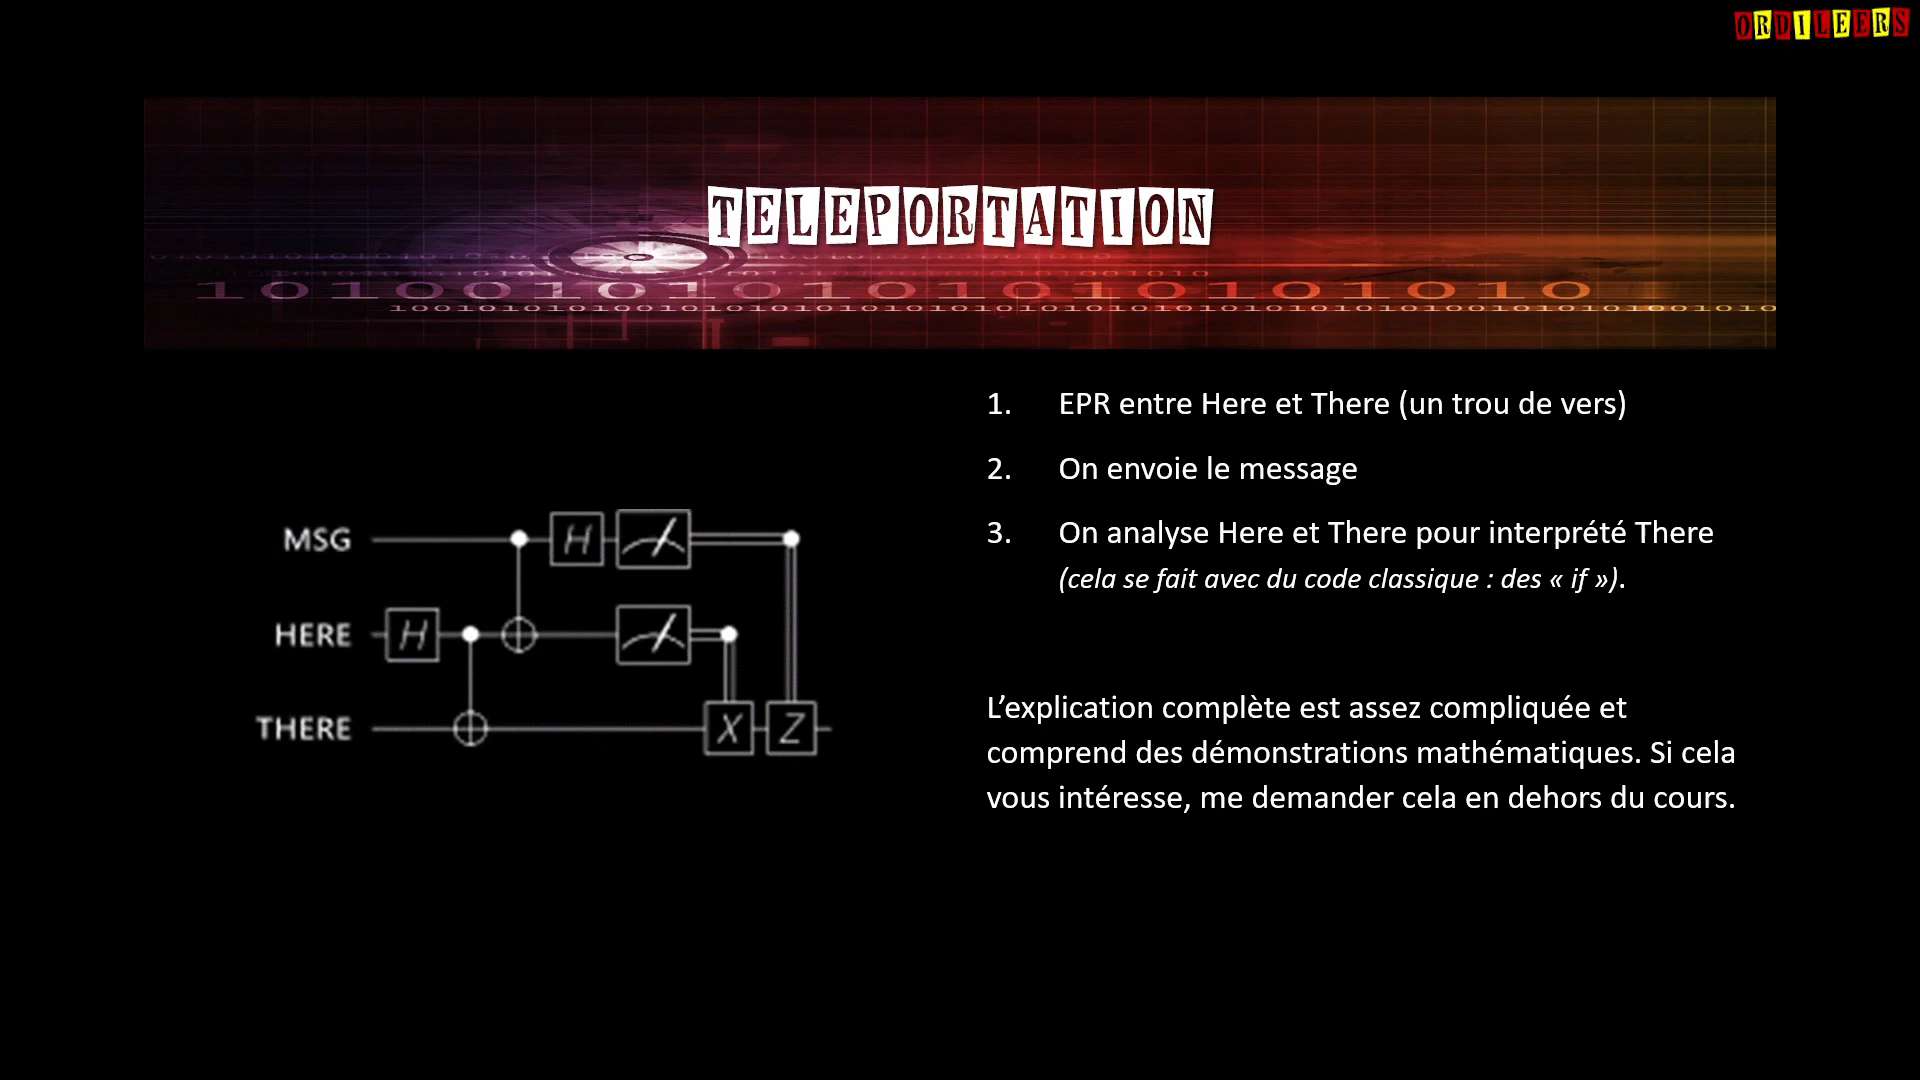 ORDILEERS
TELEPORTATION
10100101010101010101010
1. EPR entre Here et There (un trou de vers)
2. On envoie le message
3. On analyse Here et There pour interprété There
(cela se fait avec du code classique : des « if »).
MSG H
HERE H
THERE X Z
L’explication complète est assez compliquée et
comprend des démonstrations mathématiques. Si cela
vous intéresse, me demander cela en dehors du cours.